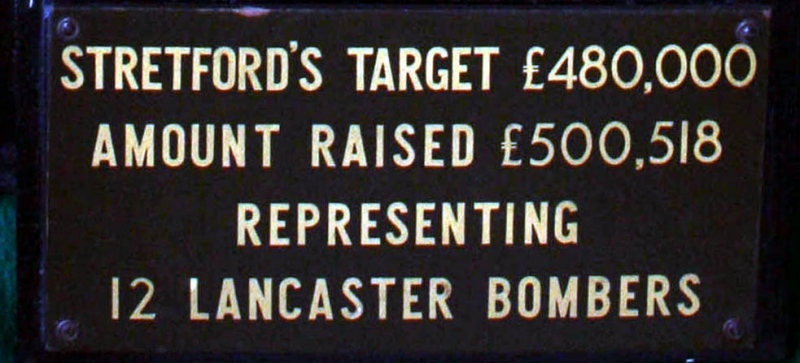 STRETFORD'S TARGET £480,000
AMOUNT RAISED £500,518
REPRESENTING
12 LANCASTER BOMBERS